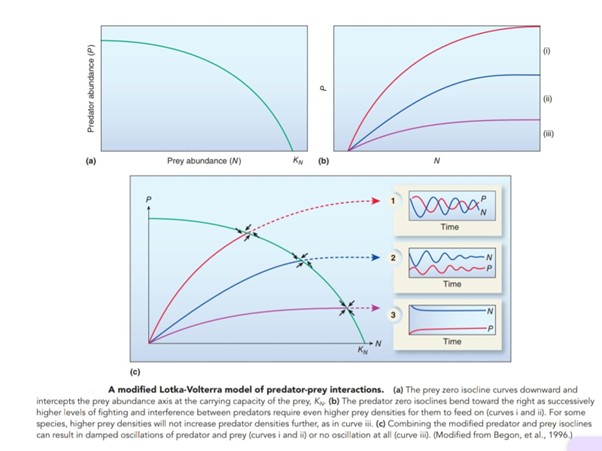 Predator abundance (P)
(a)
Prey abundance (N)
K_N
P
(i)
(ii)
(iii)
(b)
N
P
1
P
N
Time
2
N
P
Time
3
N
P
Time
N
K_N
(c)
A modified Lotka-Volterra model of predator-prey interactions. (a) The prey zero isocline curves downward and
intercepts the prey abundance axis at the carrying capacity of the prey, K_N. (b) The predator zero isoclines bend toward the right as successively
higher levels of fighting and interference between predators require even higher prey densities for them to feed on (curves i and ii). For some
species, higher prey densities will not increase predator densities further, as in curve iii. (c) Combining the modified predator and prey isoclines
can result in damped oscillations of predator and prey (curves i and ii) or no oscillation at all (curve iii). (Modified from Begon, et al., 1996.)